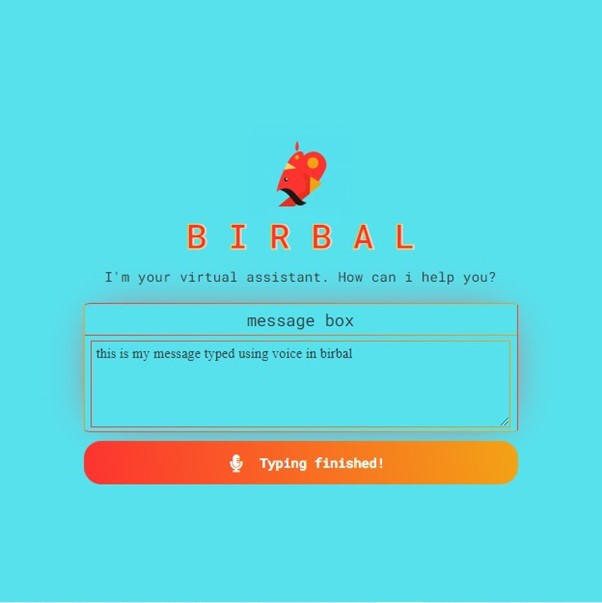 BIRBAL
I'm your virtual assistant. How can i help you?
message box
this is my message typed using voice in birbal
Typing finished!